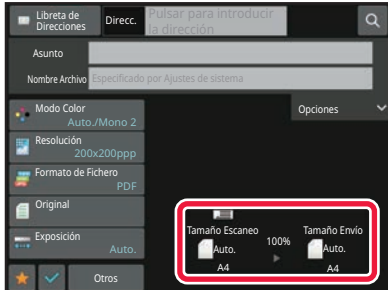 Libreta de
Direcciones
Direcc.
Pulsar para introducir
la dirección
Asunto
Nombre Archivo
Especificado por Ajustes de sistema
Modo Color
Auto./Mono 2
Opciones
Resolución
200x200ppp
Formato de Fichero
PDF
Original
Exposición
Auto.
Tamaño Escaneo
Auto.
A4
100%
Tamaño Envío
Auto.
A4
Otros